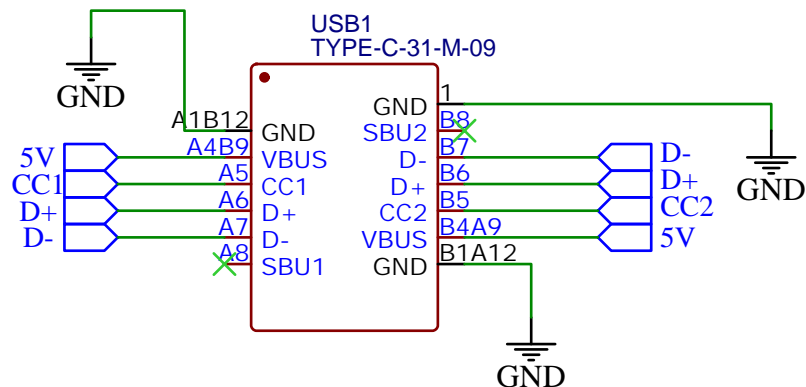 USB1
TYPE-C-31-M-09
GND
1
GND
A1B12
GND
B8
SBU2
5V
A4B9
VBUS
B7
D-
D-
CC1
A5
CC1
B6
D+
D+
GND
D+
A6
D+
B5
CC2
CC2
D-
A7
D-
B4A9
VBUS
5V
A8
SBU1
B1A12
GND
GND